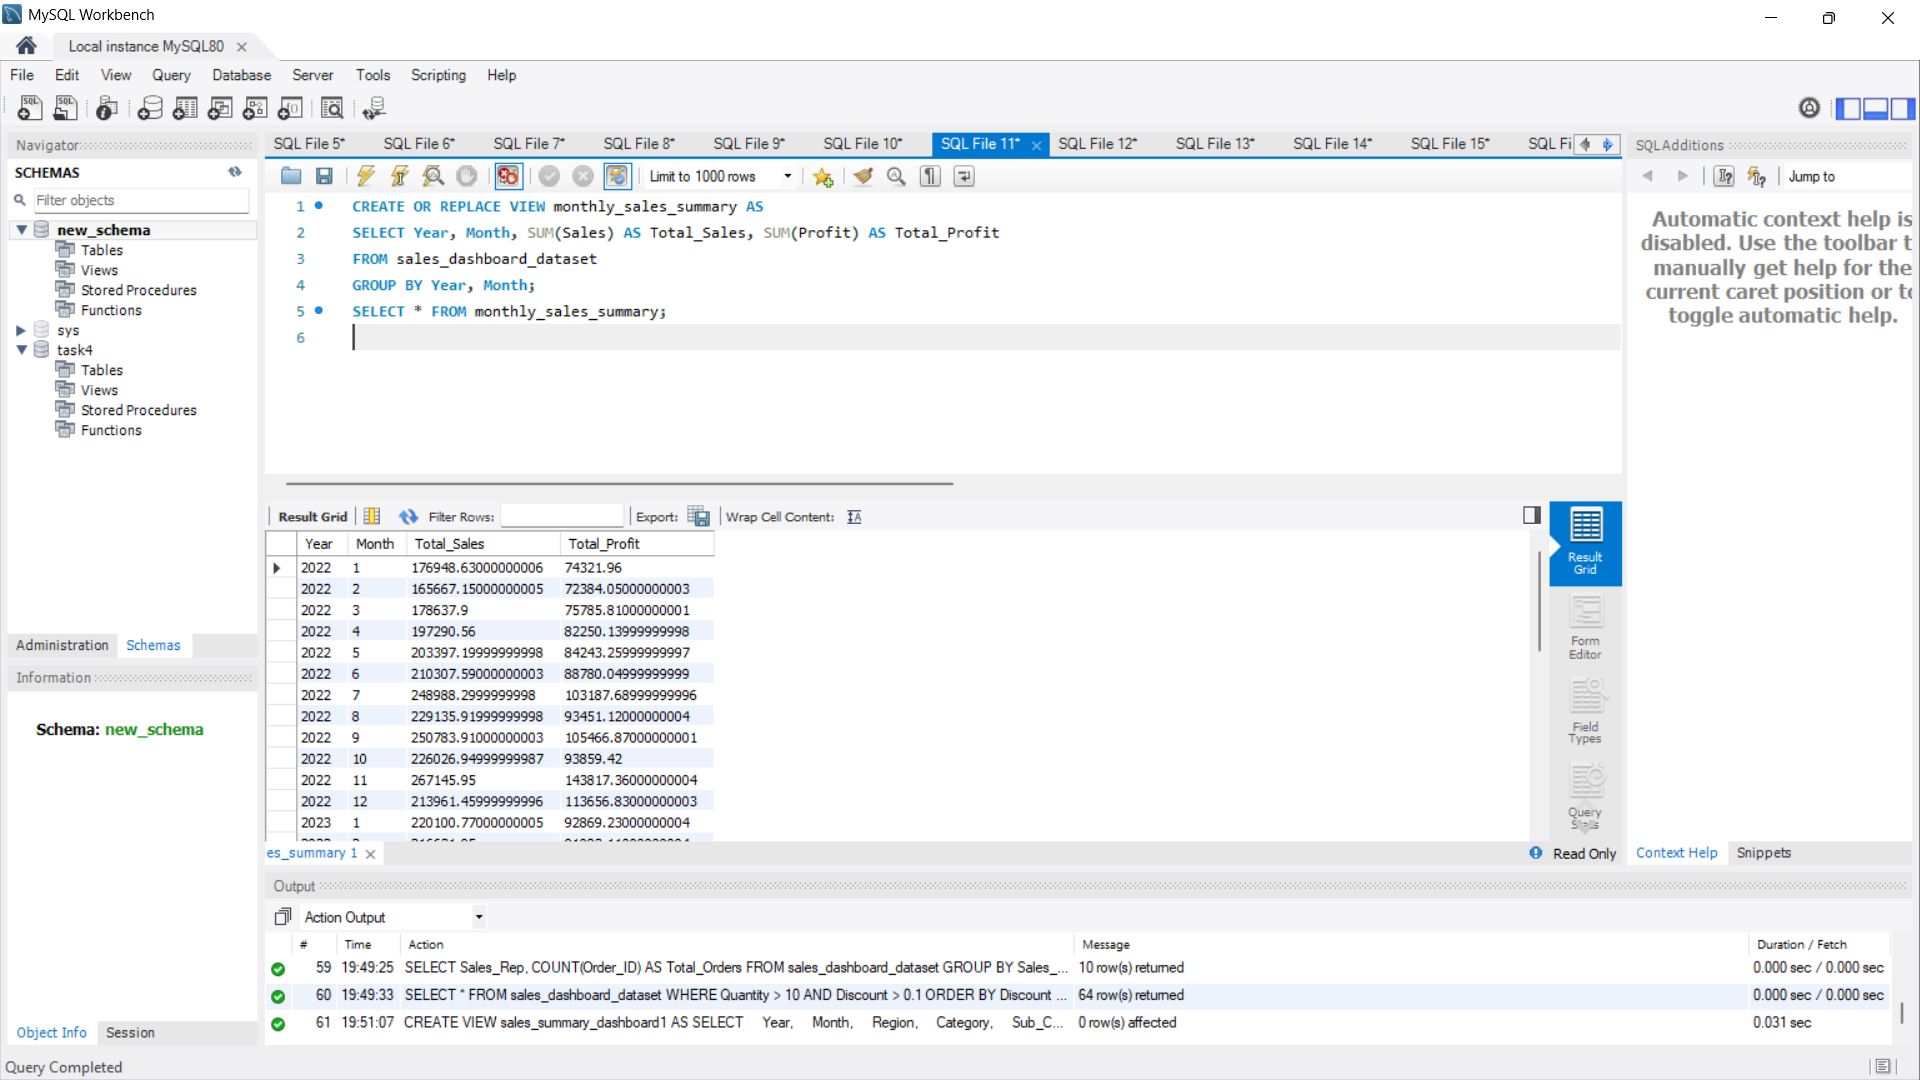 MySQL Workbench
Local instance MySQL80
File Edit View Query Database Server Tools Scripting Help
Navigator
SCHEMAS
Filter objects
new_schema
Tables
Views
Stored Procedures
Functions
sys
task4
Tables
Views
Stored Procedures
Functions
Administration Schemas
Information
Schema: new_schema
Object Info Session
Query Completed
SQL File 5* SQL File 6* SQL File 7* SQL File 8* SQL File 9* SQL File 10* SQL File 11* SQL File 12* SQL File 13* SQL File 14* SQL File 15* SQL Fi
Limit to 1000 rows
1 CREATE OR REPLACE VIEW monthly_sales_summary AS
2 SELECT Year, Month, SUM(Sales) AS Total_Sales, SUM(Profit) AS Total_Profit
3 FROM sales_dashboard_dataset
4 GROUP BY Year, Month;
5 SELECT * FROM monthly_sales_summary;
6
Result Grid Filter Rows: Export: Wrap Cell Content:
Year Month Total_Sales Total_Profit
2022 1 176948.63000000006 74321.96
2022 2 165667.15000000005 72384.05000000003
2022 3 178637.9 75785.81000000001
2022 4 197290.56 82250.13999999998
2022 5 203397.19999999998 84243.25999999997
2022 6 210307.59000000003 88780.04999999999
2022 7 248988.2999999998 103187.68999999996
2022 8 229135.91999999998 93451.12000000004
2022 9 250783.91000000003 105466.87000000001
2022 10 226026.94999999987 93859.42
2022 11 267145.95 143817.36000000004
2022 12 213961.45999999996 113656.83000000003
2023 1 220100.77000000005 92869.23000000004
Result
Grid
Form
Editor
Field
Types
Query
Stats
es_summary 1
Read Only
SQLAdditions
Jump to
Automatic context help is
disabled. Use the toolbar t
manually get help for the
current caret position or to
toggle automatic help.
Context Help Snippets
Output
Action Output
# Time Action Message Duration / Fetch
59 19:49:25 SELECT Sales_Rep, COUNT(Order_ID) AS Total_Orders FROM sales_dashboard_dataset GROUP BY Sales_... 10 row(s) returned 0.000 sec / 0.000 sec
60 19:49:33 SELECT * FROM sales_dashboard_dataset WHERE Quantity > 10 AND Discount > 0.1 ORDER BY Discount ... 64 row(s) returned 0.000 sec / 0.000 sec
61 19:51:07 CREATE VIEW sales_summary_dashboard1 AS SELECT Year, Month, Region, Category, Sub_C... 0 row(s) affected 0.031 sec